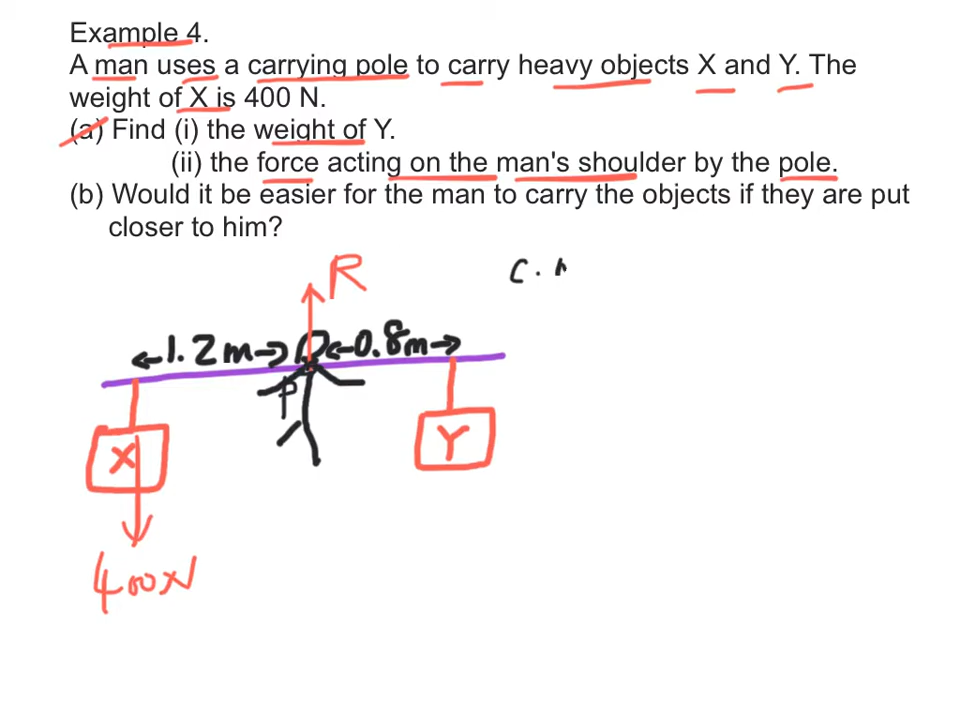 Example 4.
A man uses a carrying pole to carry heavy objects X and Y. The
weight of X is 400 N.
(a) Find (i) the weight of Y.
(ii) the force acting on the man's shoulder by the pole.
(b) Would it be easier for the man to carry the objects if they are put
closer to him?
R
C.
1.2m
0.8m
P
X
Y
400N